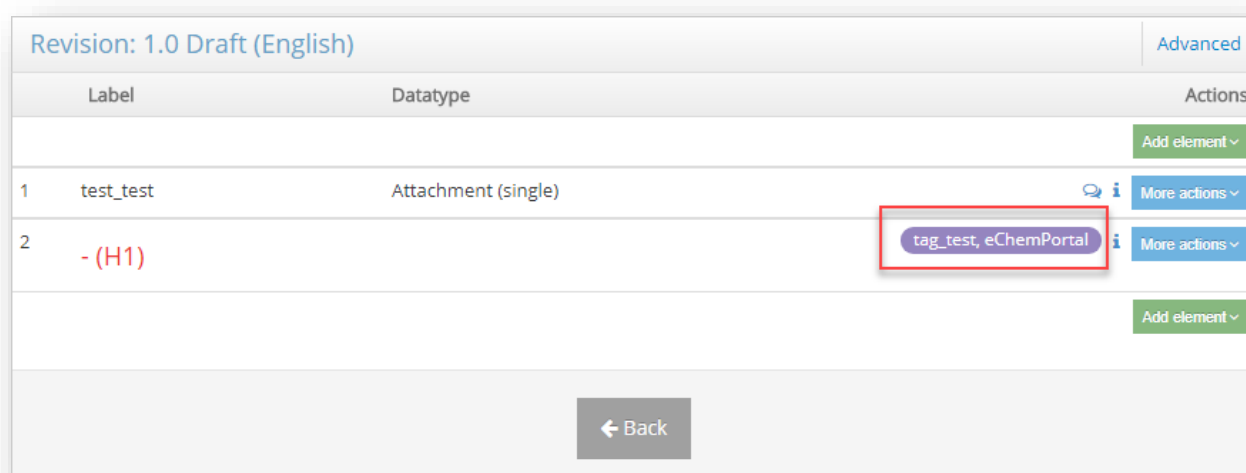 Revision: 1.0 Draft (English) Advanced
Label Datatype Actions
Add element
1 test_test Attachment (single) i More actions
2 - (H1) tag_test, eChemPortal i More actions
Add element
Back